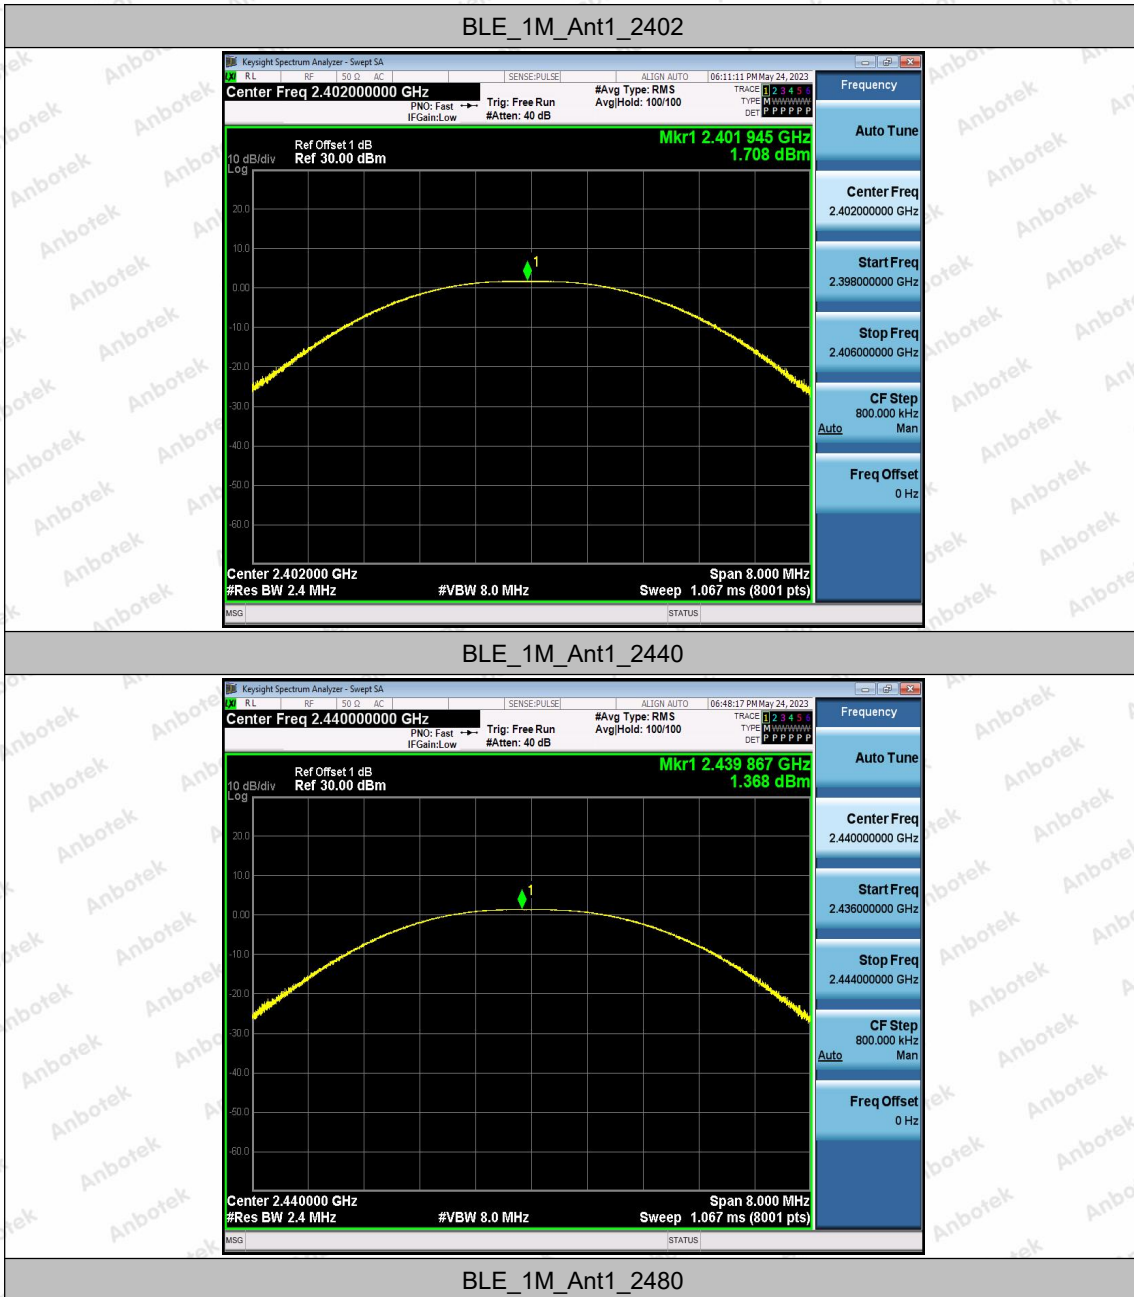 BLE_1M_Ant1_2402
Keysight Spectrum Analyzer - Swept SA
LXI RL RF 50 Ω AC SENSE:PULSE ALIGN AUTO 06:11:11 PM May 24, 2023
Center Freq 2.402000000 GHz
PNO: Fast
IFGain:Low
Trig: Free Run
#Atten: 40 dB
#Avg Type: RMS
Avg|Hold: 100/100
TRACE 1 2 3 4 5 6
TYPE M WWWWW
DET P P P P P P
Frequency
Auto Tune
Ref Offset 1 dB
10 dB/div Ref 30.00 dBm
Log
Mkr1 2.401 945 GHz
1.708 dBm
20.0
10.0
0.00
-10.0
-20.0
-30.0
-40.0
-50.0
-60.0
1
Center Freq
2.402000000 GHz
Start Freq
2.398000000 GHz
Stop Freq
2.406000000 GHz
CF Step
800.000 kHz
Auto Man
Freq Offset
0 Hz
Center 2.402000 GHz Span 8.000 MHz
#Res BW 2.4 MHz #VBW 8.0 MHz Sweep 1.067 ms (8001 pts)
MSG STATUS
BLE_1M_Ant1_2440
Keysight Spectrum Analyzer - Swept SA
LXI RL RF 50 Ω AC SENSE:PULSE ALIGN AUTO 06:48:17 PM May 24, 2023
Center Freq 2.440000000 GHz
PNO: Fast
IFGain:Low
Trig: Free Run
#Atten: 40 dB
#Avg Type: RMS
Avg|Hold: 100/100
TRACE 1 2 3 4 5 6
TYPE M WWWWW
DET P P P P P P
Frequency
Auto Tune
Ref Offset 1 dB
10 dB/div Ref 30.00 dBm
Log
Mkr1 2.439 867 GHz
1.368 dBm
20.0
10.0
0.00
-10.0
-20.0
-30.0
-40.0
-50.0
-60.0
1
Center Freq
2.440000000 GHz
Start Freq
2.436000000 GHz
Stop Freq
2.444000000 GHz
CF Step
800.000 kHz
Auto Man
Freq Offset
0 Hz
Center 2.440000 GHz Span 8.000 MHz
#Res BW 2.4 MHz #VBW 8.0 MHz Sweep 1.067 ms (8001 pts)
MSG STATUS
BLE_1M_Ant1_2480
Anbotek